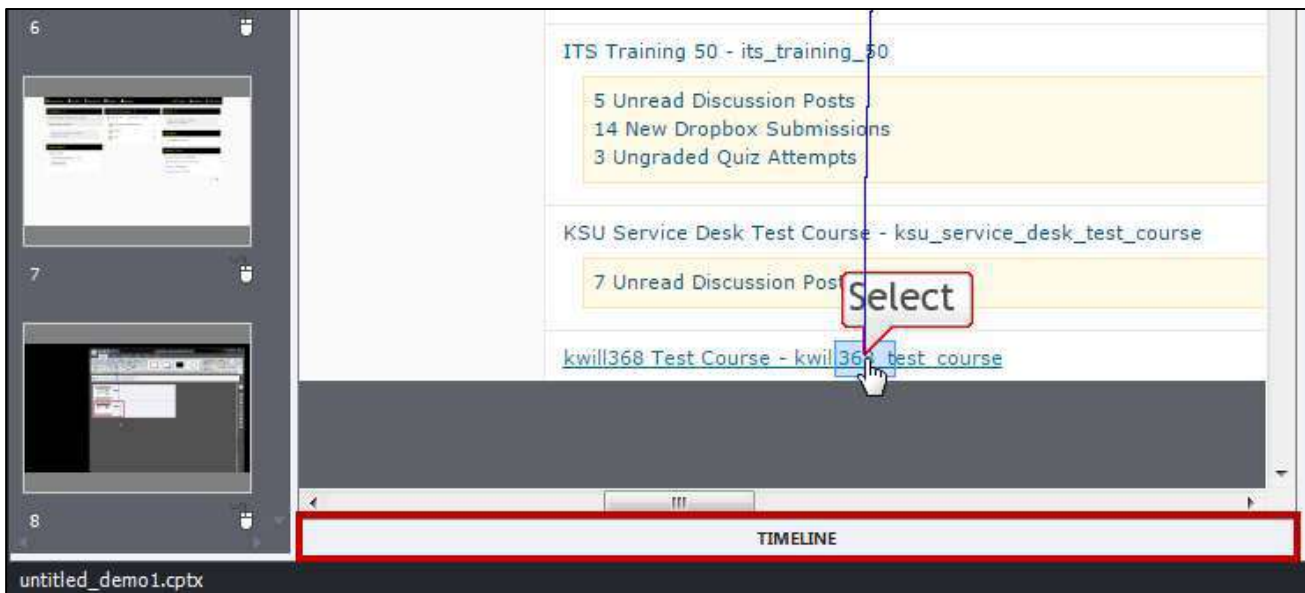 6
7
8
ITS Training 50 - its_training_50
5 Unread Discussion Posts
14 New Dropbox Submissions
3 Ungraded Quiz Attempts
KSU Service Desk Test Course - ksu_service_desk_test_course
7 Unread Discussion Pos
Select
kwill368 Test Course - kwill368_test_course
TIMELINE
untitled_demo1.cptx